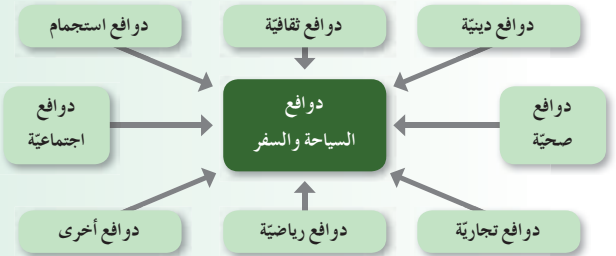 دوافع دينيّة
دوافع ثقافيّة
دوافع استجمام
دوافع
صحيّة
دوافع
السياحة والسفر
دوافع
اجتماعيّة
دوافع تجاريّة
دوافع رياضيّة
دوافع أخرى